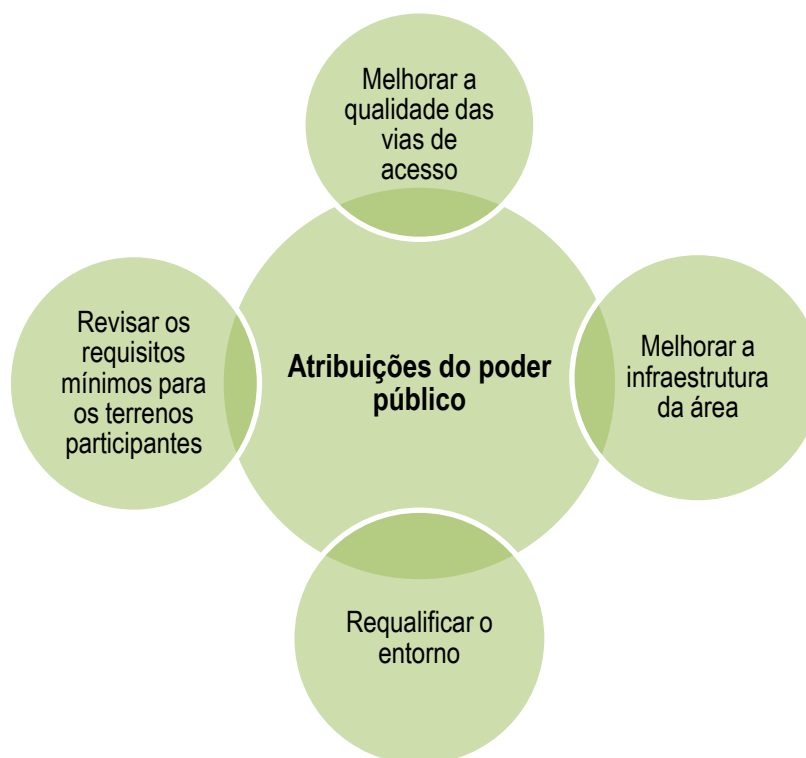 Melhorar a
qualidade das
vias de
acesso
Revisar os
requisitos
mínimos para
os terrenos
participantes
Atribuições do poder
público
Melhorar a
infraestrutura
da área
Requalificar o
entorno